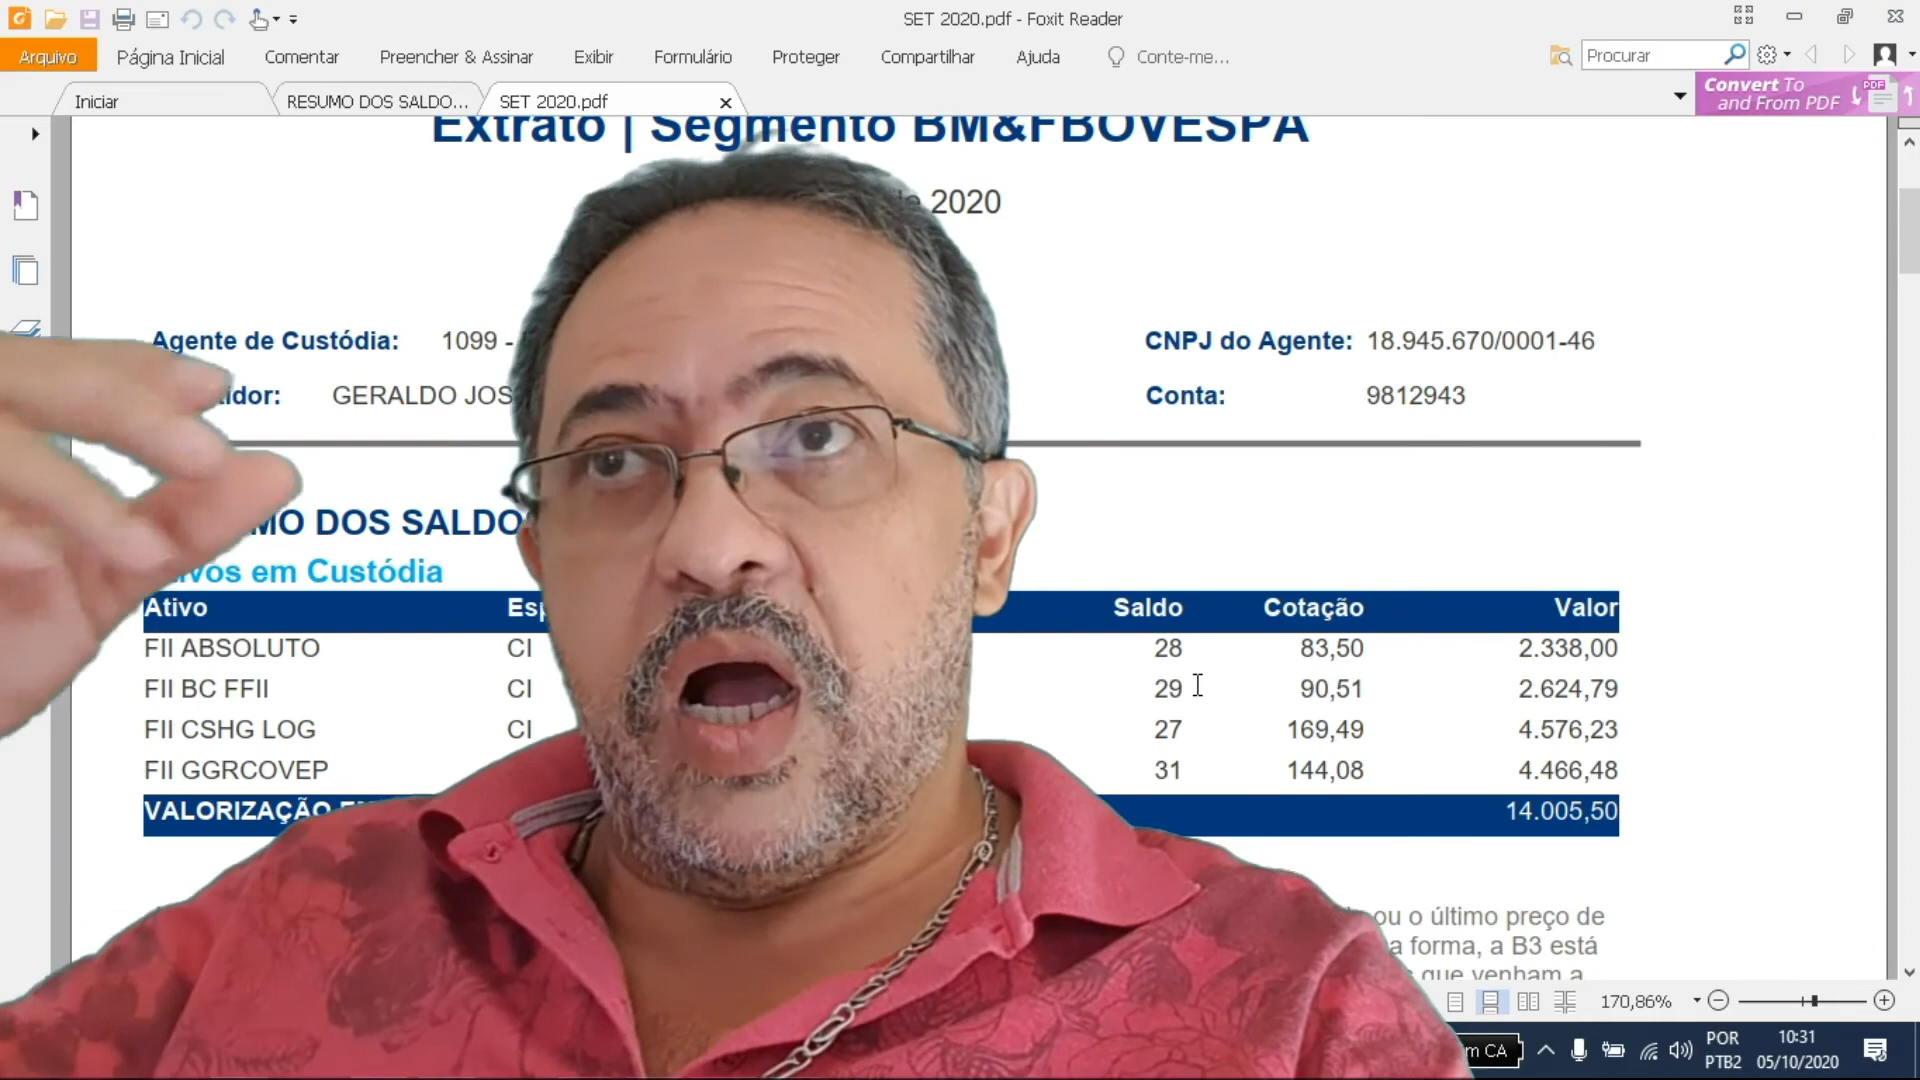 SET 2020.pdf - Foxit Reader
Arquivo Página Inicial Comentar Preencher & Assinar Exibir Formulário Proteger Compartilhar Ajuda Conte-me... Procurar
Iniciar RESUMO DOS SALDO... SET 2020.pdf
Convert To
and From PDF
PDF
Extrato | Segmento BM&FBOVESPA
2020
Agente de Custódia: 1099 - CNPJ do Agente: 18.945.670/0001-46
GERALDO JOS Conta: 9812943
DOS SALDO
em Custódia
Ativo Saldo Cotação Valor
FII ABSOLUTO CI 28 83,50 2.338,00
FII BC FFII CI 29 90,51 2.624,79
FII CSHG LOG CI 27 169,49 4.576,23
FII GGRCOVEP 31 144,08 4.466,48
VALORIZAÇÃO 14.005,50
ou o último preço de
a forma, a B3 está
que venham a
170,86%
CA POR 10:31
PTB2 05/10/2020